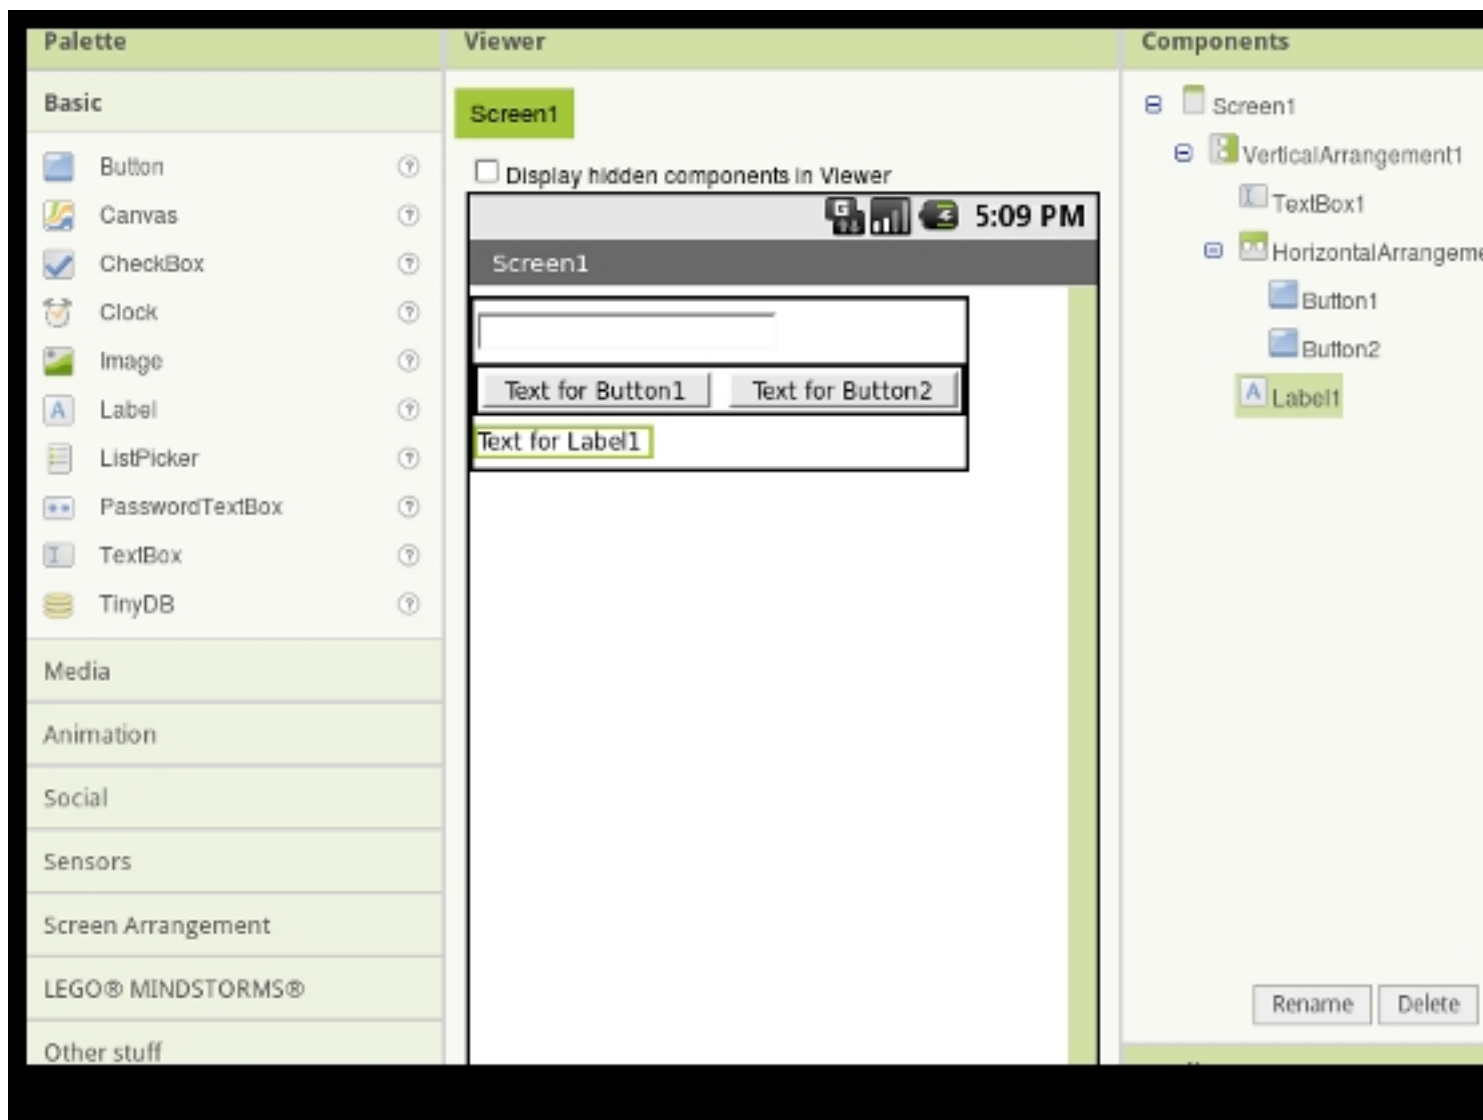 Palette
Basic
Button
Canvas
CheckBox
Clock
Image
Label
ListPicker
PasswordTextBox
TextBox
TinyDB
Media
Animation
Social
Sensors
Screen Arrangement
LEGO® MINDSTORMS®
Other stuff
Viewer
Screen1
Display hidden components in Viewer
5:09 PM
Screen1
Text for Button1 Text for Button2
Text for Label1
Components
Screen1
VerticalArrangement1
TextBox1
HorizontalArrangeme
Button1
Button2
Label1
Rename Delete